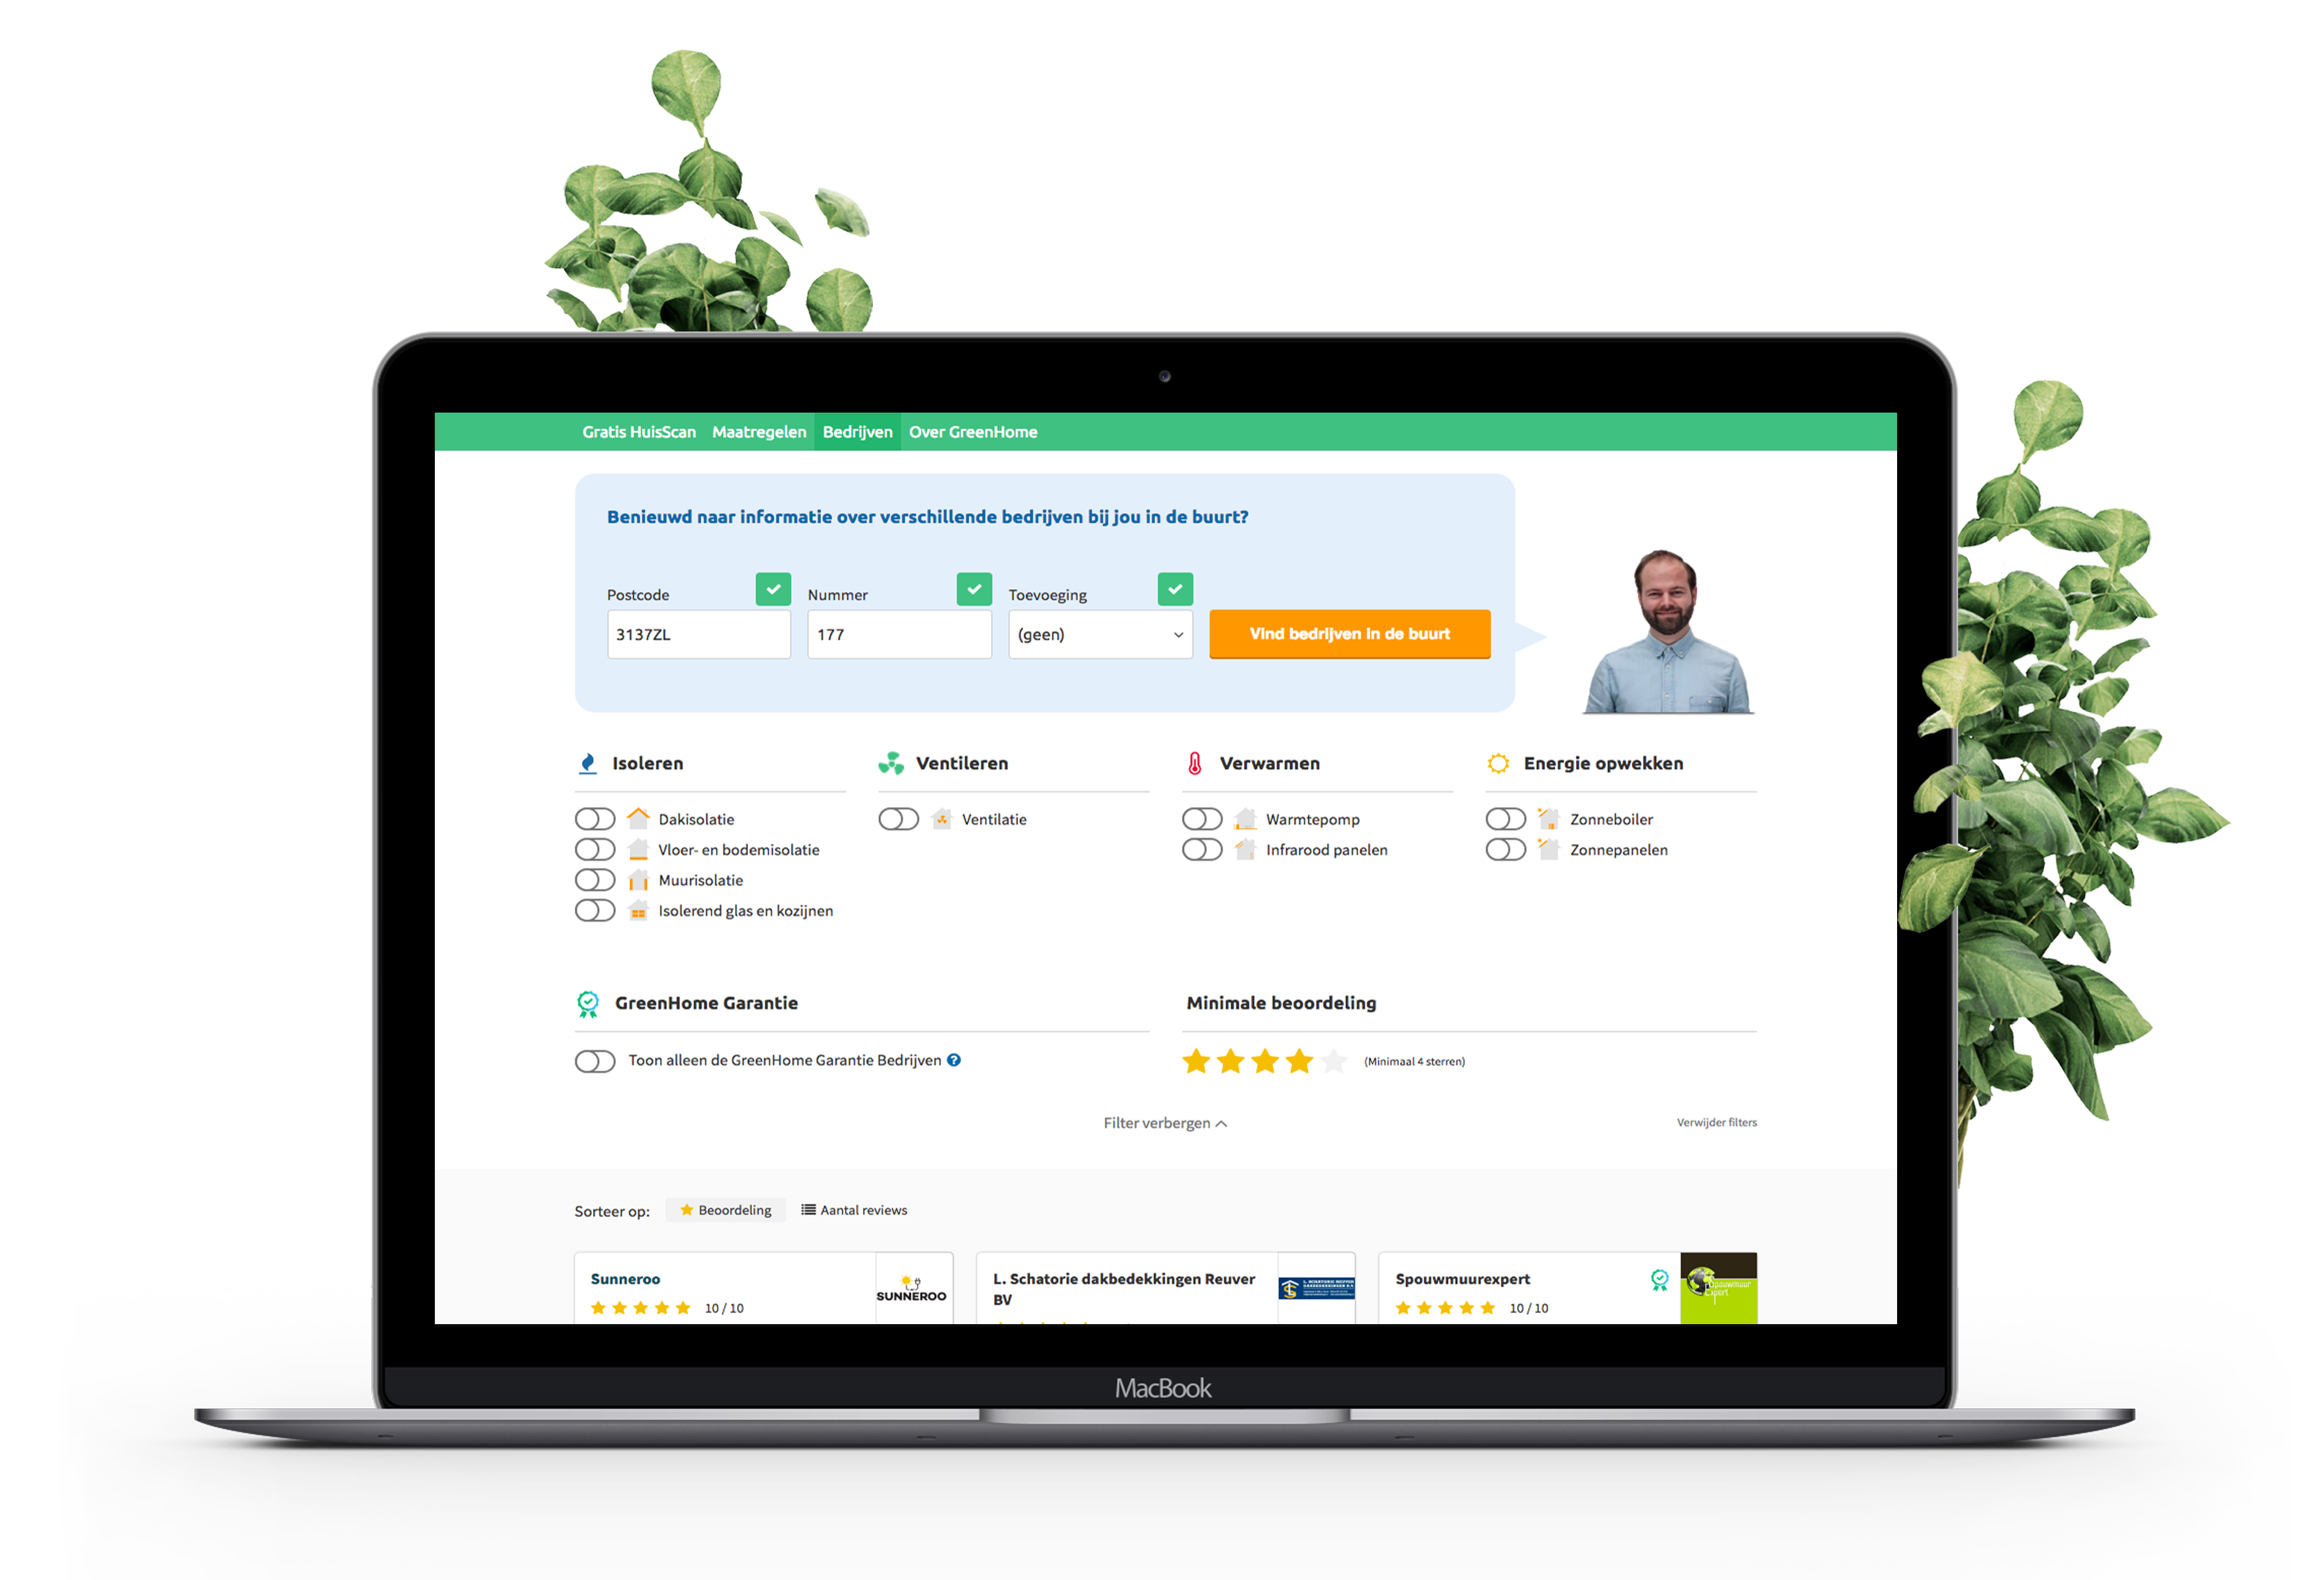 Gratis HuisScan Maatregelen Bedrijven Over GreenHome
Benieuwd naar informatie over verschillende bedrijven bij jou in de buurt?
Postcode Nummer Toevoeging
3137ZL 177 (geen) Vind bedrijven in de buurt
Isoleren Ventileren Verwarmen Energie opwekken
Dakisolatie Ventilatie Warmtepomp Zonneboiler
Vloer- en bodemisolatie Infrarood panelen Zonnepanelen
Muurisolatie
Isolerend glas en kozijnen
GreenHome Garantie Minimale beoordeling
Toon alleen de GreenHome Garantie Bedrijven ? (Minimaal 4 sterren)
Filter verbergen Verwijder filters
Sorteer op: Beoordeling Aantal reviews
Sunneroo
10 / 10
SUNNEROO
L. Schatorie dakbedekkingen Reuver
BV
L. SCHATORIE REUVER
Spouwmuurexpert
10 / 10
Spouwmuur
Expert
MacBook